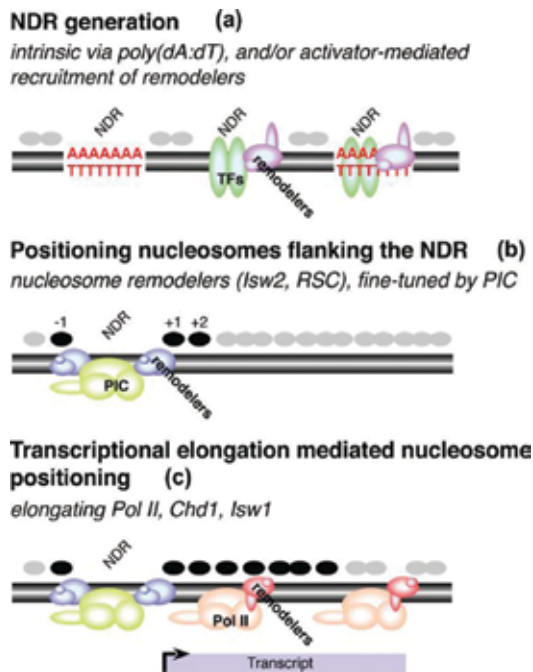 NDR generation (a)
intrinsic via poly(dA:dT), and/or activator-mediated
recruitment of remodelers
NDR NDR NDR
AAAAAAA AAAA
TTTTTTT TFs remodelers T TT
Positioning nucleosomes flanking the NDR (b)
nucleosome remodelers (Isw2, RSC), fine-tuned by PIC
-1 NDR +1 +2
PIC remodelers
Transcriptional elongation mediated nucleosome
positioning (c)
elongating Pol II, Chd1, Isw1
NDR
Pol II remodelers
Transcript